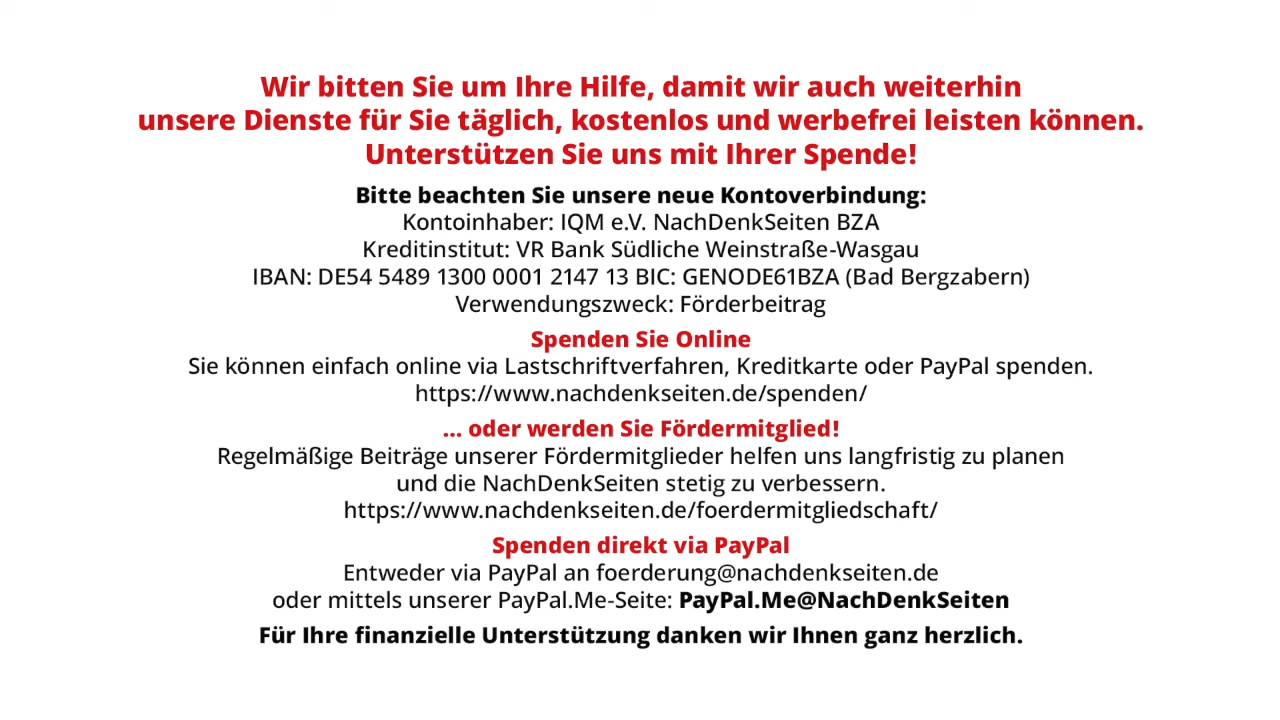 Wir bitten Sie um Ihre Hilfe, damit wir auch weiterhin
unsere Dienste für Sie täglich, kostenlos und werbefrei leisten können.
Unterstützen Sie uns mit Ihrer Spende!
Bitte beachten Sie unsere neue Kontoverbindung:
Kontoinhaber: IQM e.V. NachDenkSeiten BZA
Kreditinstitut: VR Bank Südliche Weinstraße-Wasgau
IBAN: DE54 5489 1300 0001 2147 13 BIC: GENODE61BZA (Bad Bergzabern)
Verwendungszweck: Förderbeitrag
Spenden Sie Online
Sie können einfach online via Lastschriftverfahren, Kreditkarte oder PayPal spenden.
https://www.nachdenkseiten.de/spenden/
... oder werden Sie Fördermitglied!
Regelmäßige Beiträge unserer Fördermitglieder helfen uns langfristig zu planen
und die NachDenkSeiten stetig zu verbessern.
https://www.nachdenkseiten.de/foerdermitgliedschaft/
Spenden direkt via PayPal
Entweder via PayPal an foerderung@nachdenkseiten.de
oder mittels unserer PayPal.Me-Seite: PayPal.Me@NachDenkSeiten
Für Ihre finanzielle Unterstützung danken wir Ihnen ganz herzlich.